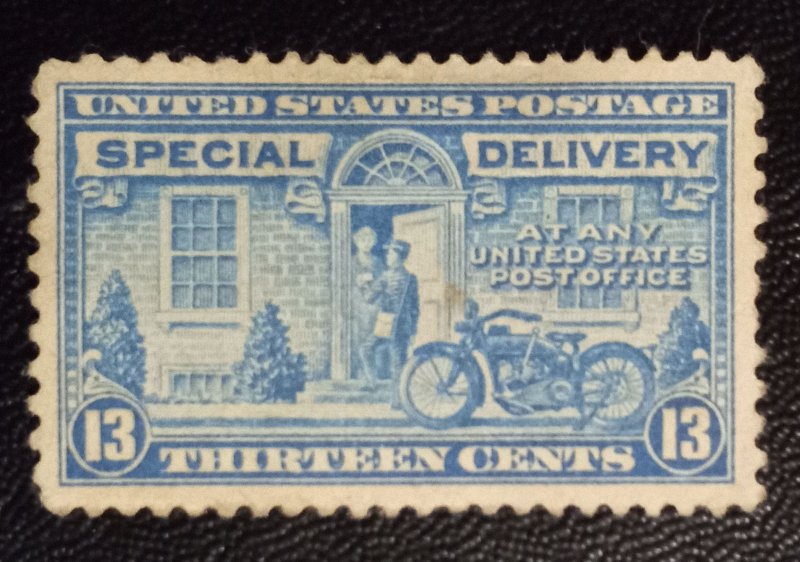 UNITED STATES POSTAGE
SPECIAL DELIVERY
AT ANY
UNITED STATES
POST OFFICE
13 13
THIRTEEN CENTS